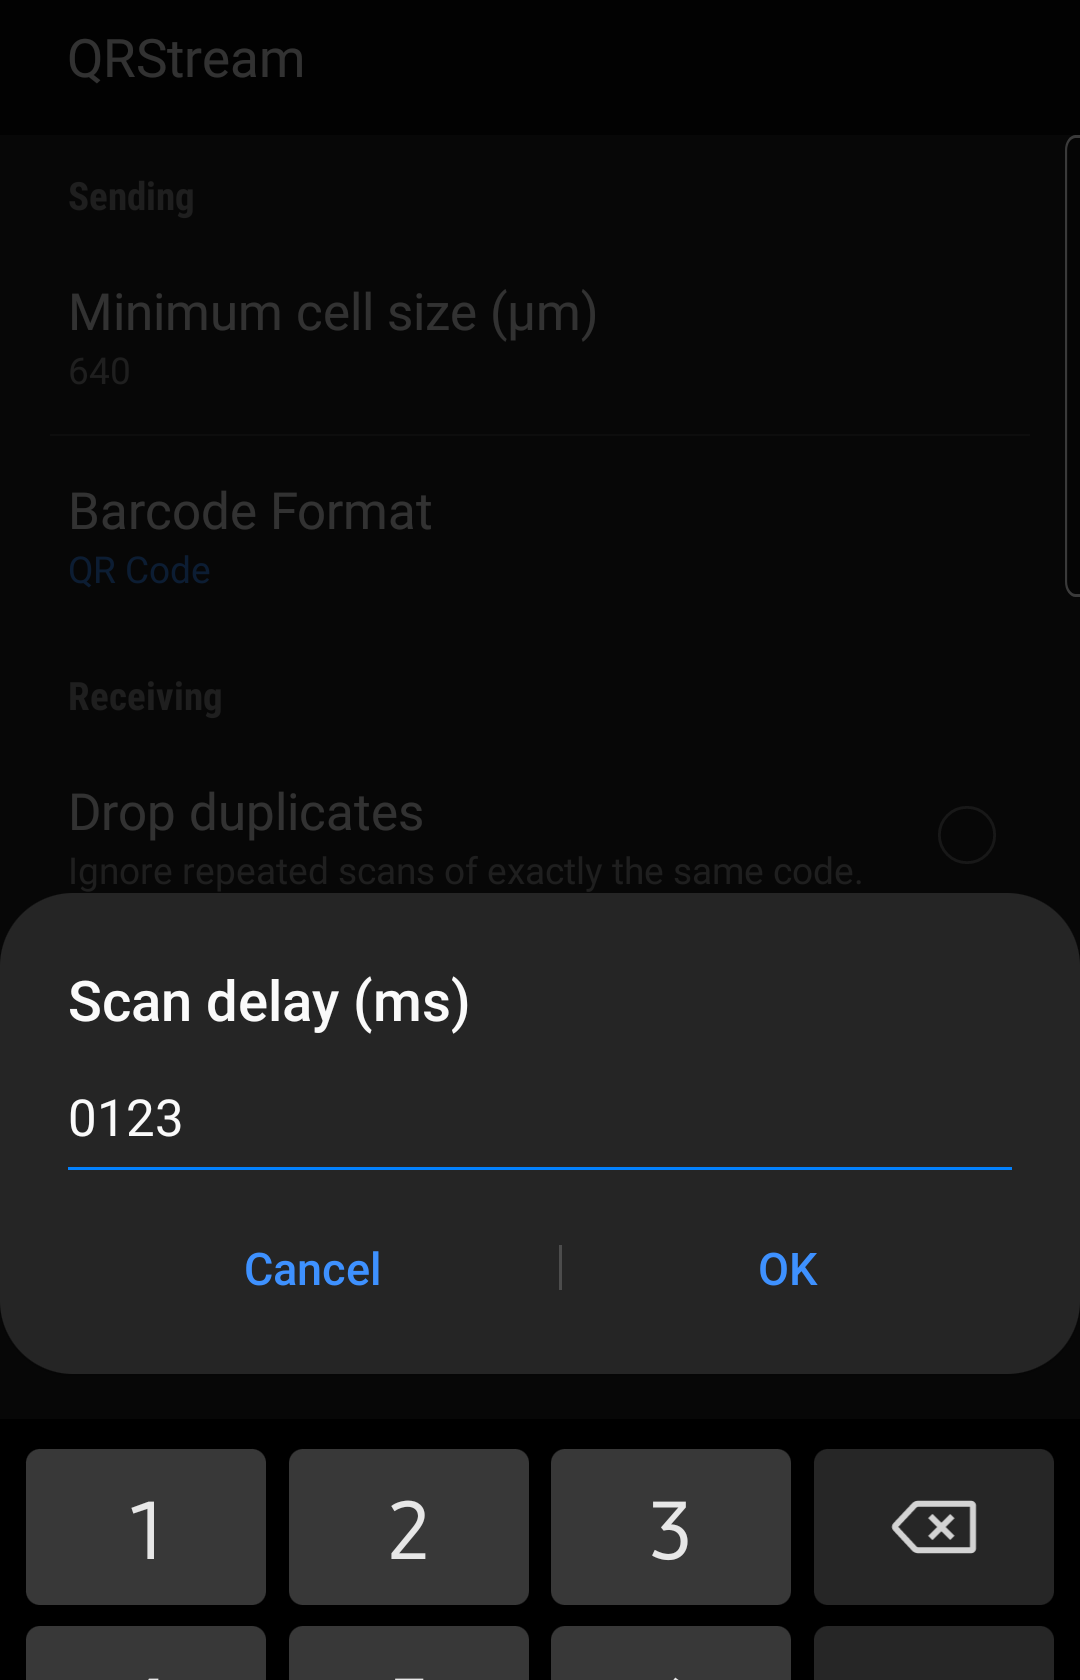 QRStream
Sending
Minimum cell size (µm)
640
Barcode Format
QR Code
Receiving
Drop duplicates
Ignore repeated scans of exactly the same code.
Scan delay (ms)
0123
Cancel
OK
1 2 3